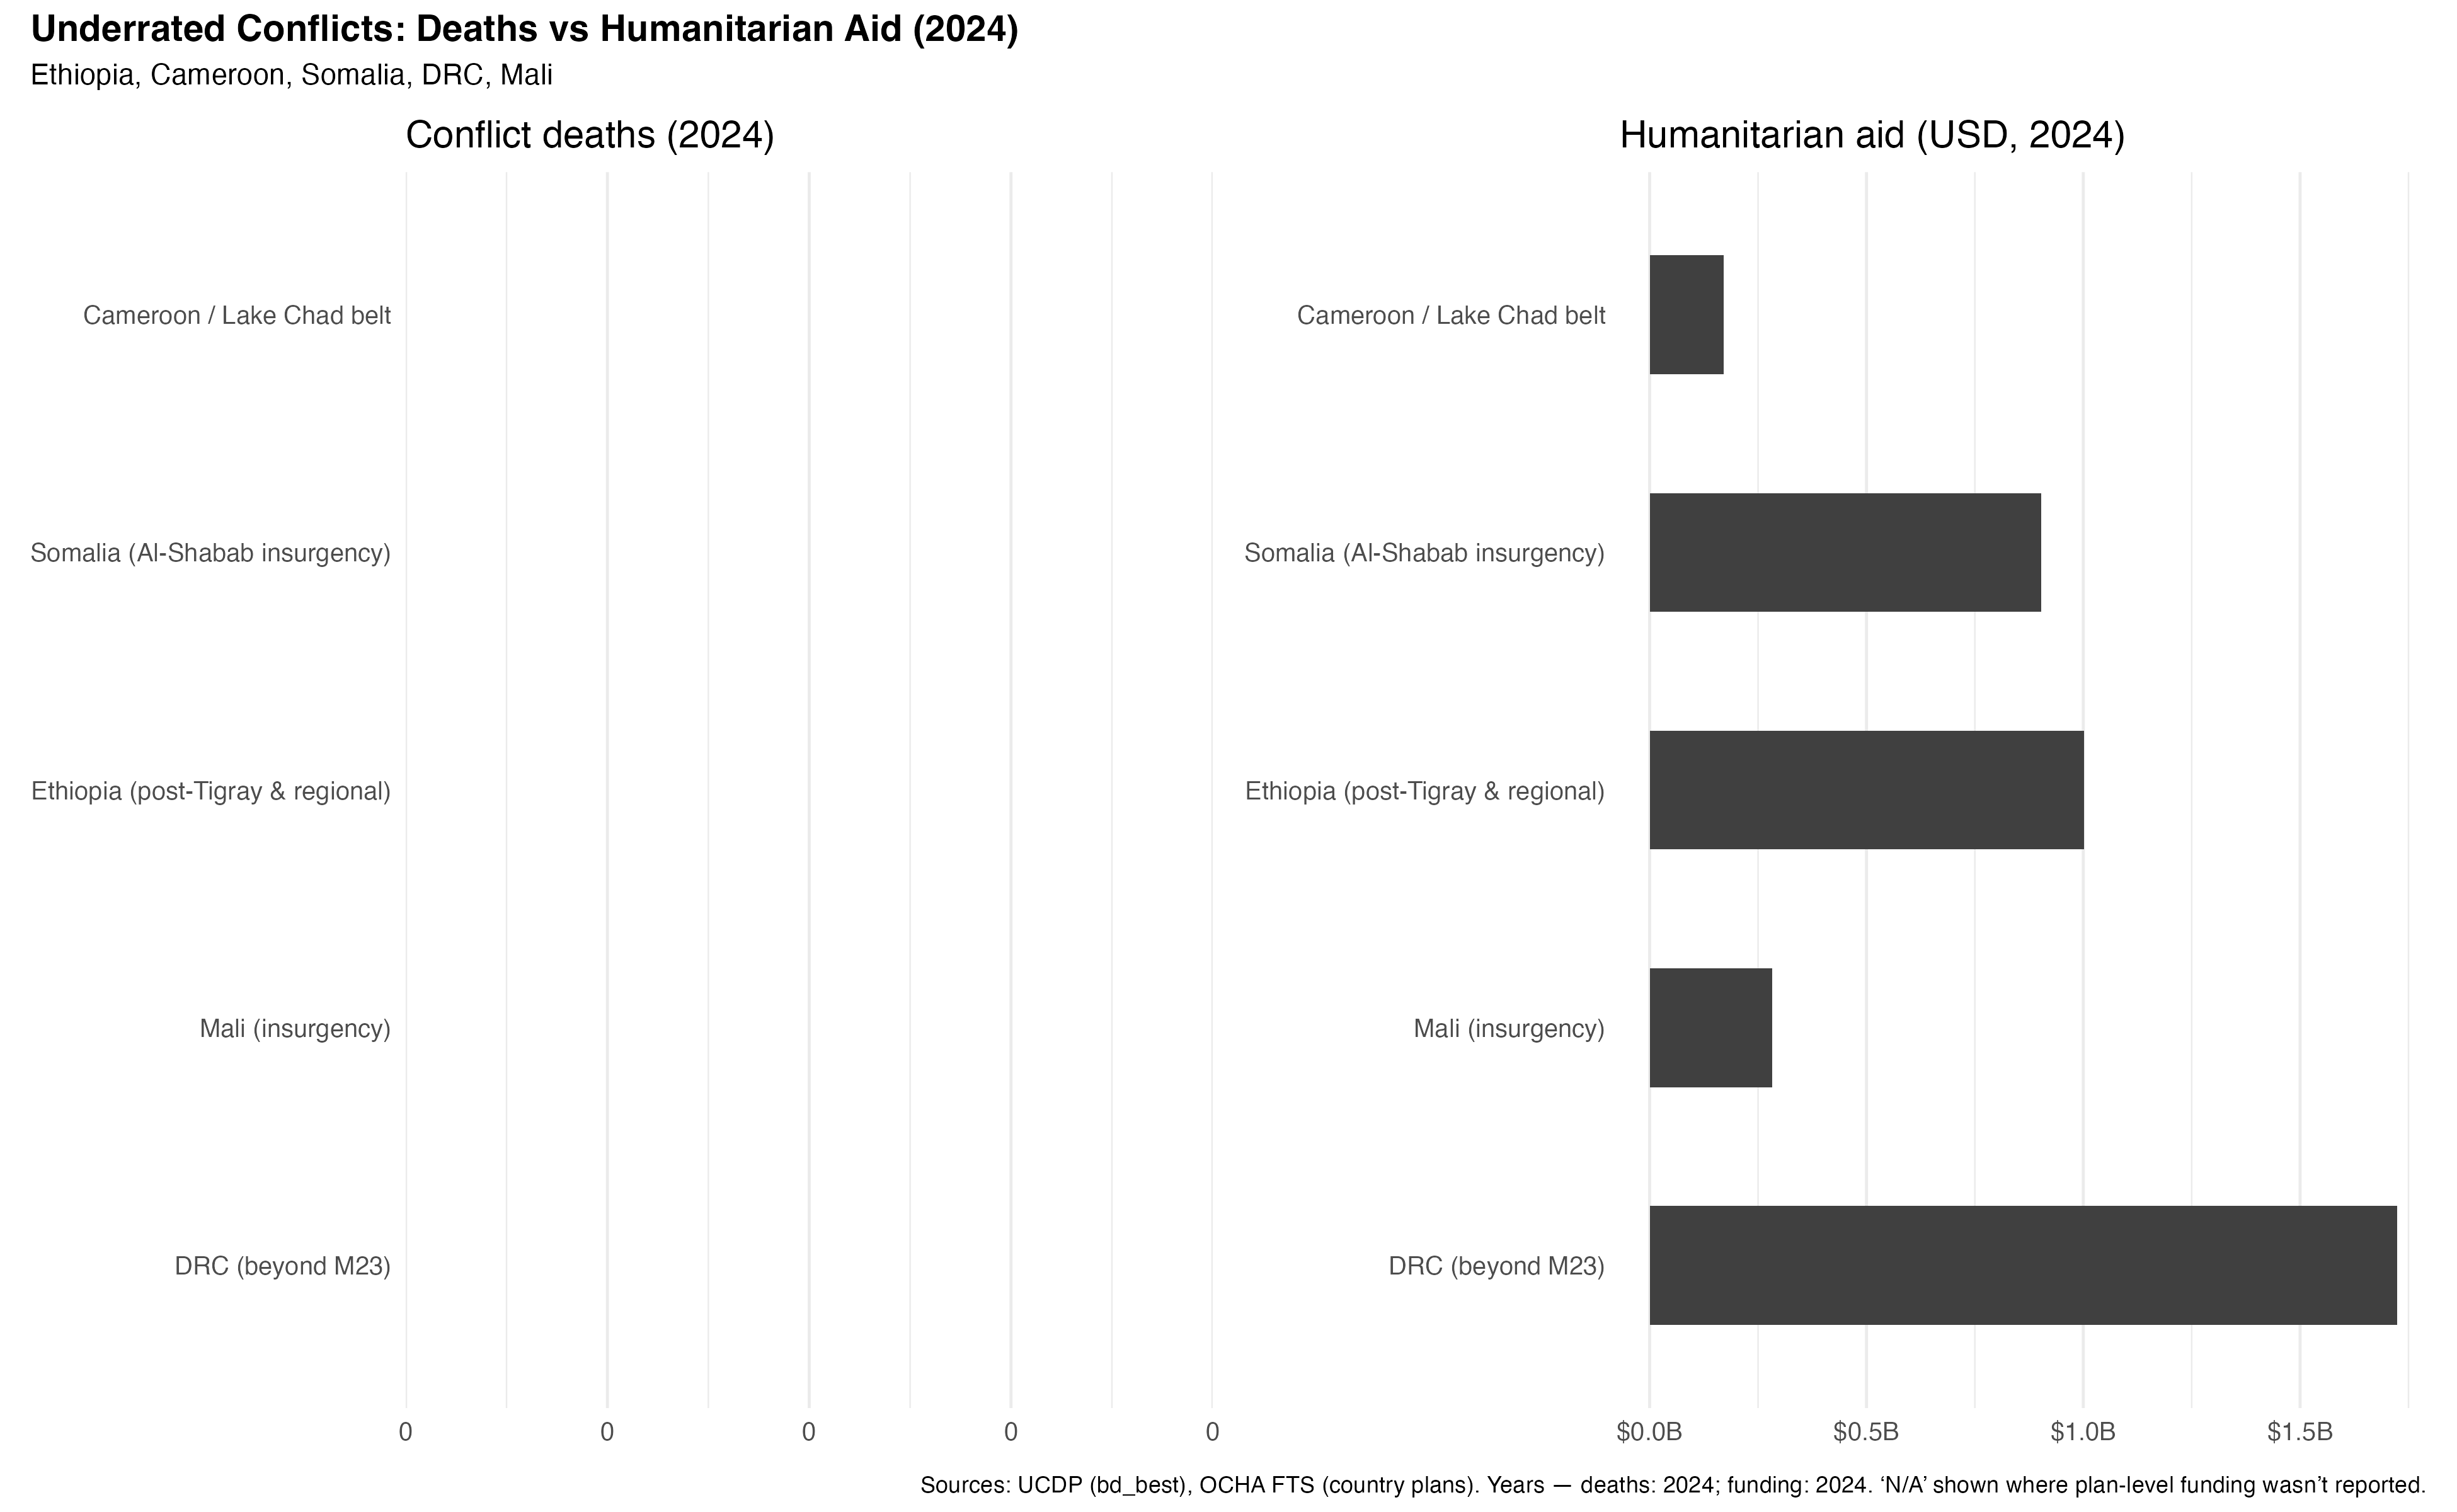 Underrated Conflicts: Deaths vs Humanitarian Aid (2024)
Ethiopia, Cameroon, Somalia, DRC, Mali
Conflict deaths (2024)
Cameroon / Lake Chad belt
Somalia (Al-Shabab insurgency)
Ethiopia (post-Tigray & regional)
Mali (insurgency)
DRC (beyond M23)
0 0 0 0 0
Humanitarian aid (USD, 2024)
Cameroon / Lake Chad belt
Somalia (Al-Shabab insurgency)
Ethiopia (post-Tigray & regional)
Mali (insurgency)
DRC (beyond M23)
$0.0B $0.5B $1.0B $1.5B
Sources: UCDP (bd_best), OCHA FTS (country plans). Years — deaths: 2024; funding: 2024. ‘N/A’ shown where plan-level funding wasn’t reported.